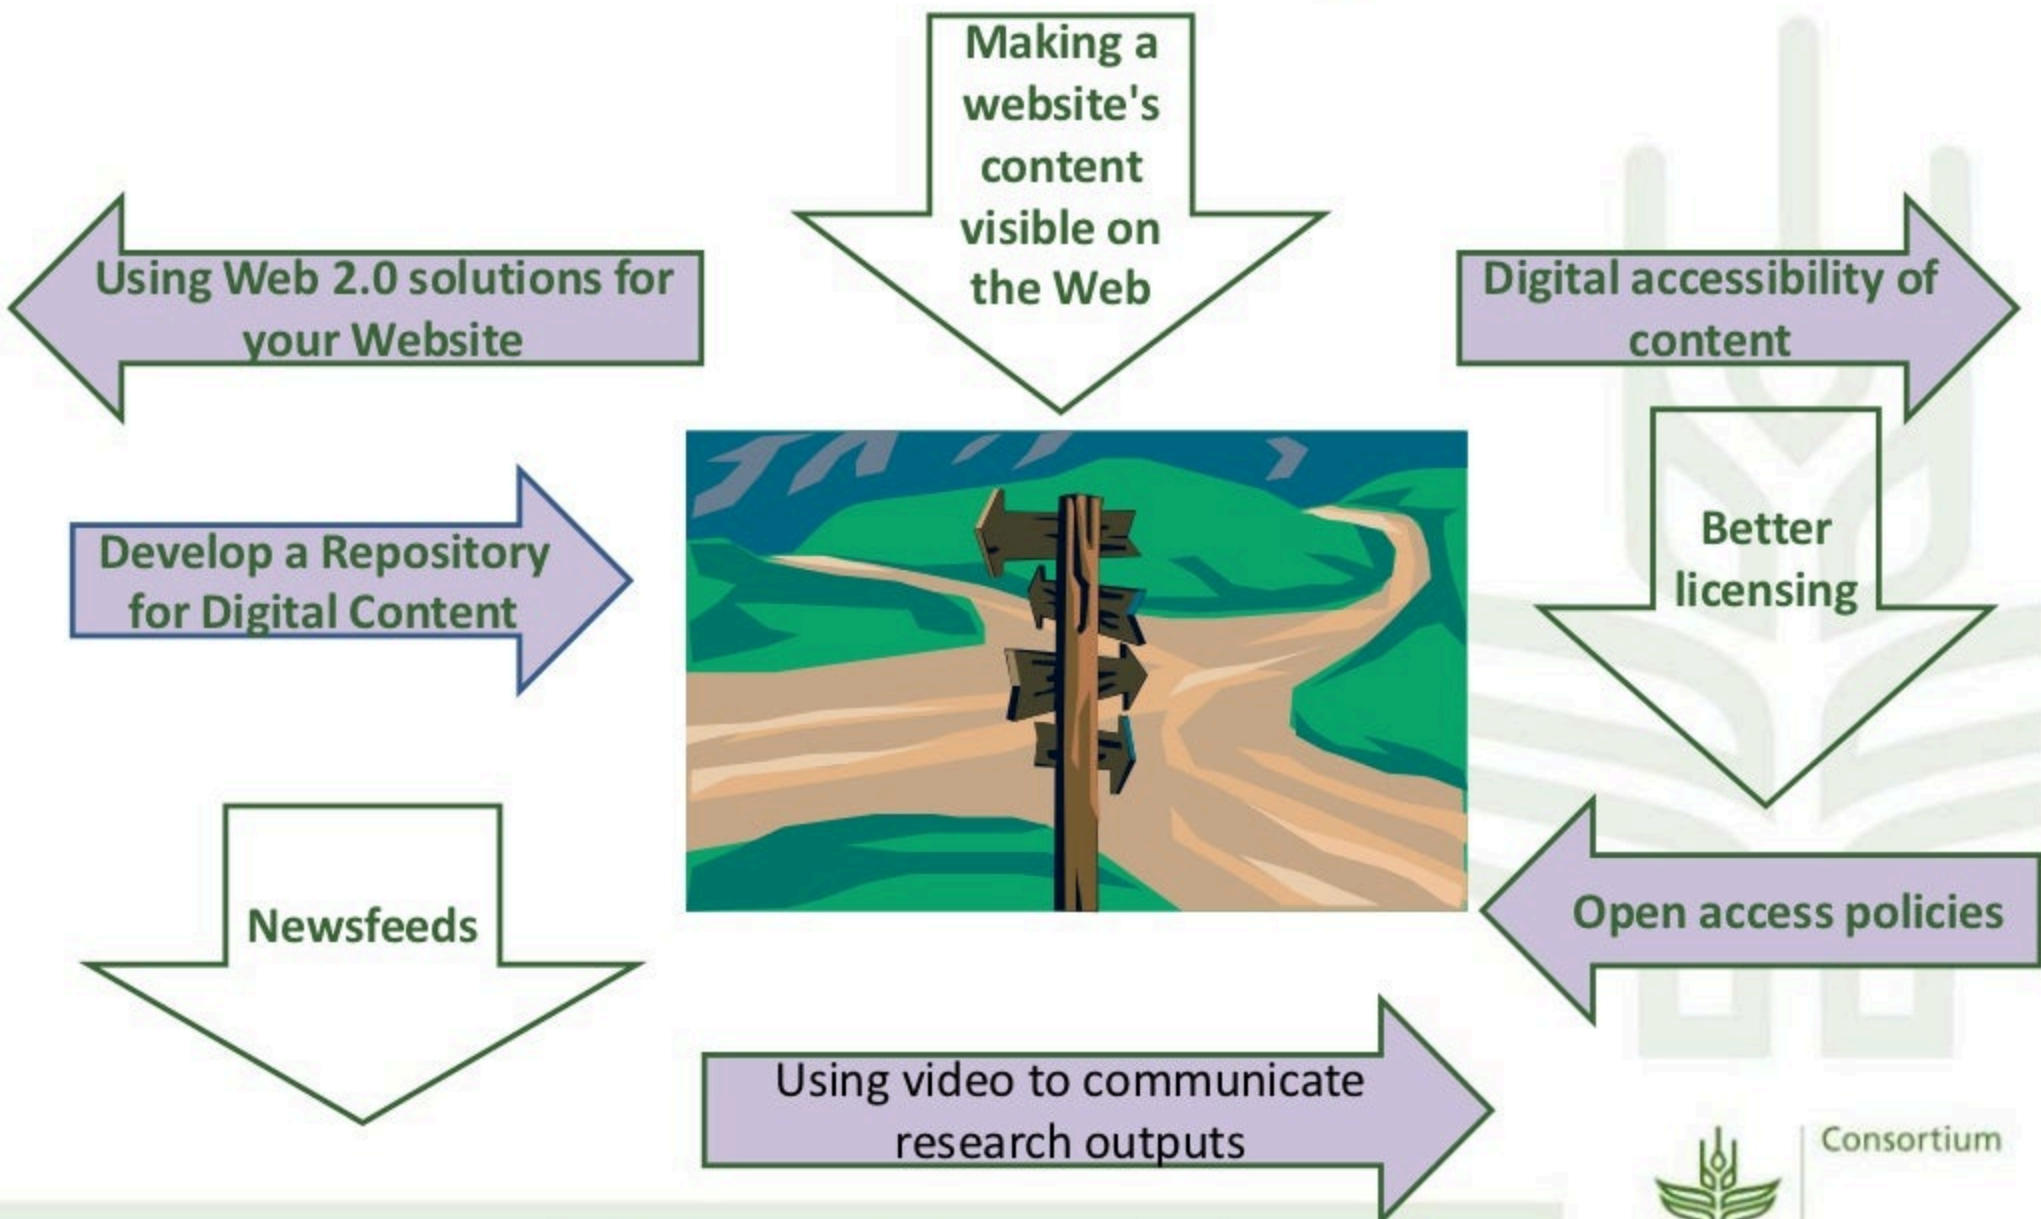 Making a
website's
content
visible on
the Web
Using Web 2.0 solutions for
your Website
Digital accessibility of
content
Develop a Repository
for Digital Content
Better
licensing
Newsfeeds
Open access policies
Using video to communicate
research outputs
Consortium